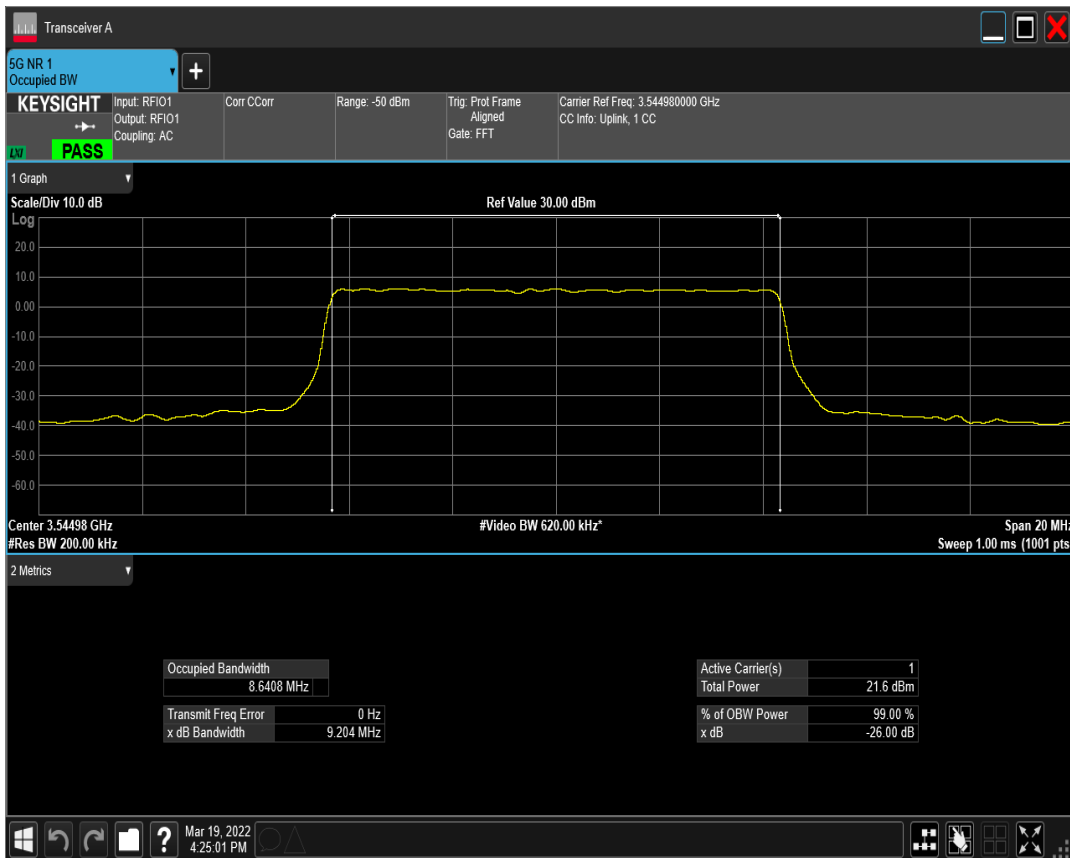 Transceiver A
5G NR 1
Occupied BW
+
KEYSIGHT
LXI PASS
Input: RFIO1
Output: RFIO1
Coupling: AC
Corr CCorr
Range: -50 dBm
Trig: Prot Frame
Aligned
Gate: FFT
Carrier Ref Freq: 3.544980000 GHz
CC Info: Uplink, 1 CC
1 Graph
Scale/Div 10.0 dB Ref Value 30.00 dBm
Log
20.0
10.0
0.00
-10.0
-20.0
-30.0
-40.0
-50.0
-60.0
Center 3.54498 GHz #Video BW 620.00 kHz* Span 20 MHz
#Res BW 200.00 kHz Sweep 1.00 ms (1001 pts
2 Metrics
Occupied Bandwidth
8.6408 MHz
Transmit Freq Error 0 Hz
x dB Bandwidth 9.204 MHz
Active Carrier(s) 1
Total Power 21.6 dBm
% of OBW Power 99.00 %
x dB -26.00 dB
? Mar 19, 2022
4:25:01 PM